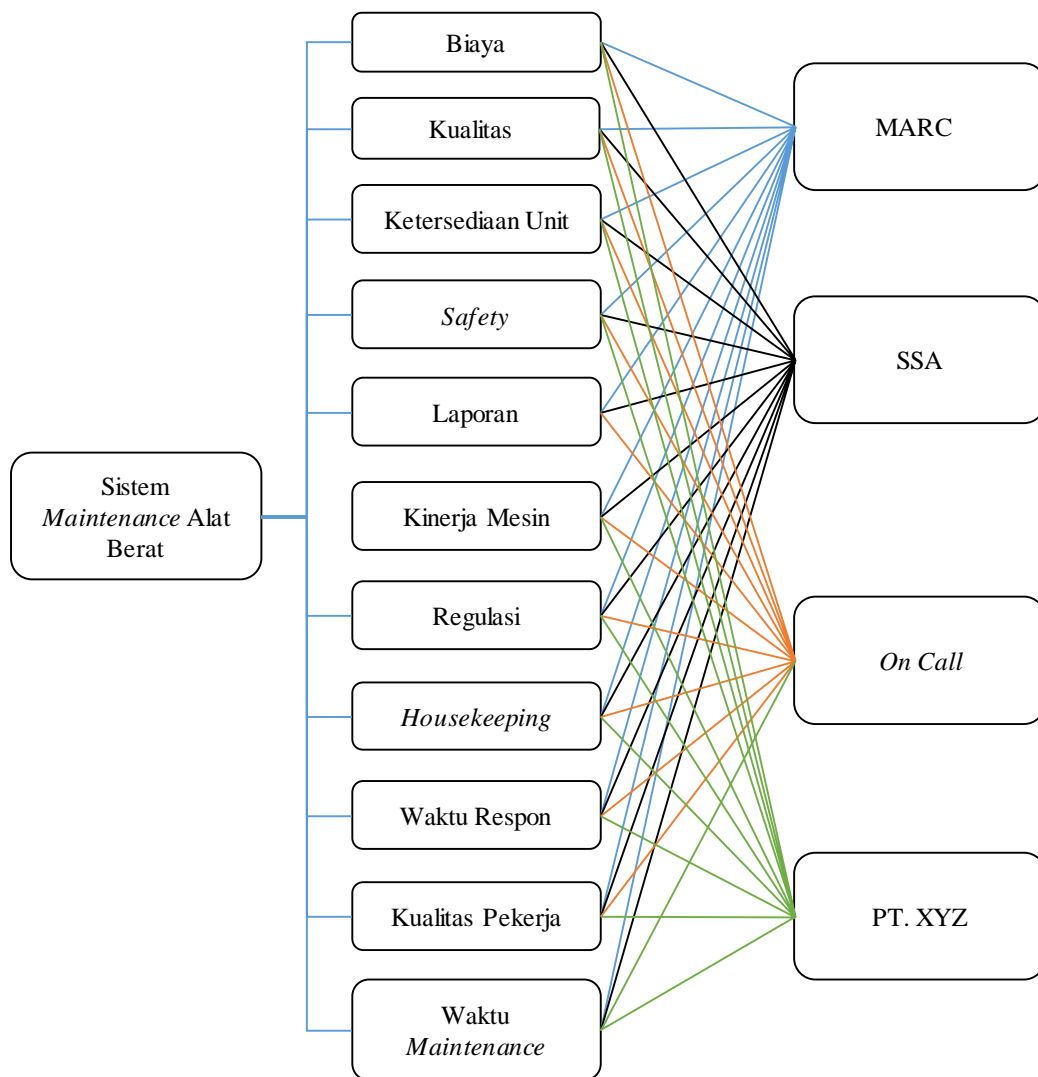 Sistem
Maintenance Alat
Berat
Biaya
Kualitas
Ketersediaan Unit
Safety
Laporan
Kinerja Mesin
Regulasi
Housekeeping
Waktu Respon
Kualitas Pekerja
Waktu
Maintenance
MARC
SSA
On Call
PT. XYZ